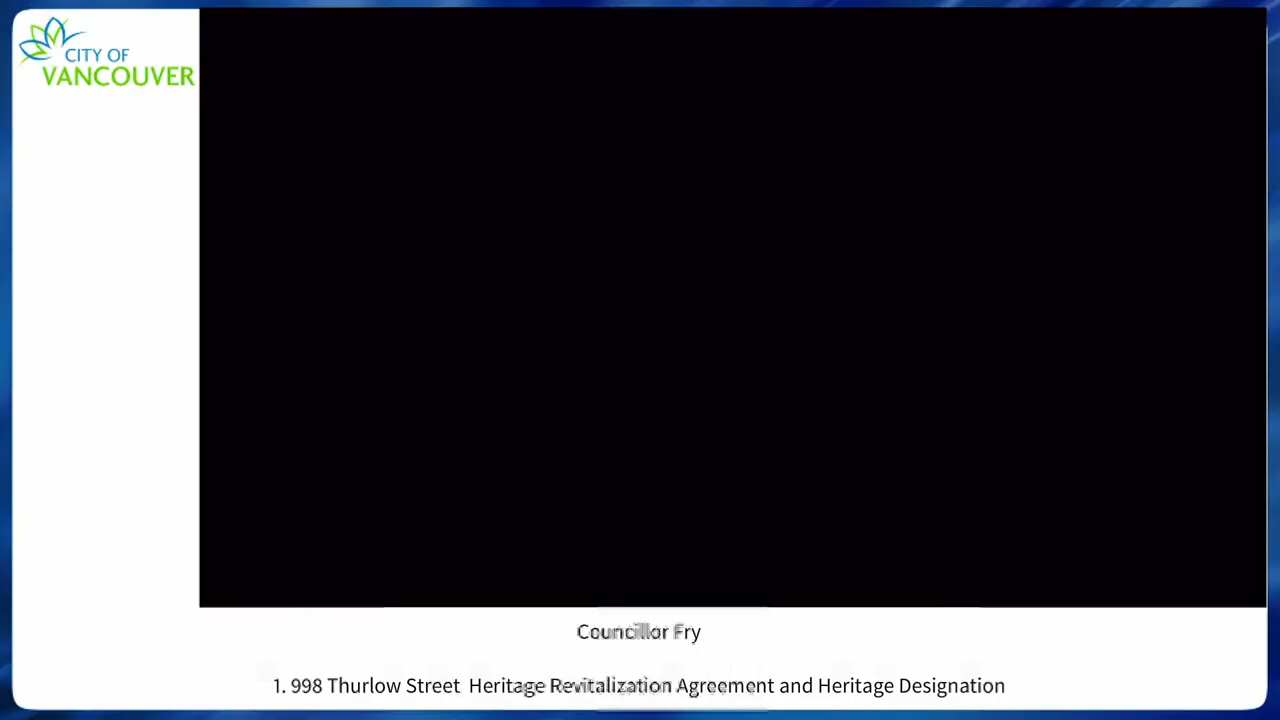 CITY OF
VANCOUVER
Councillor Fry
1. 998 Thurlow Street Heritage Revitalization Agreement and Heritage Designation